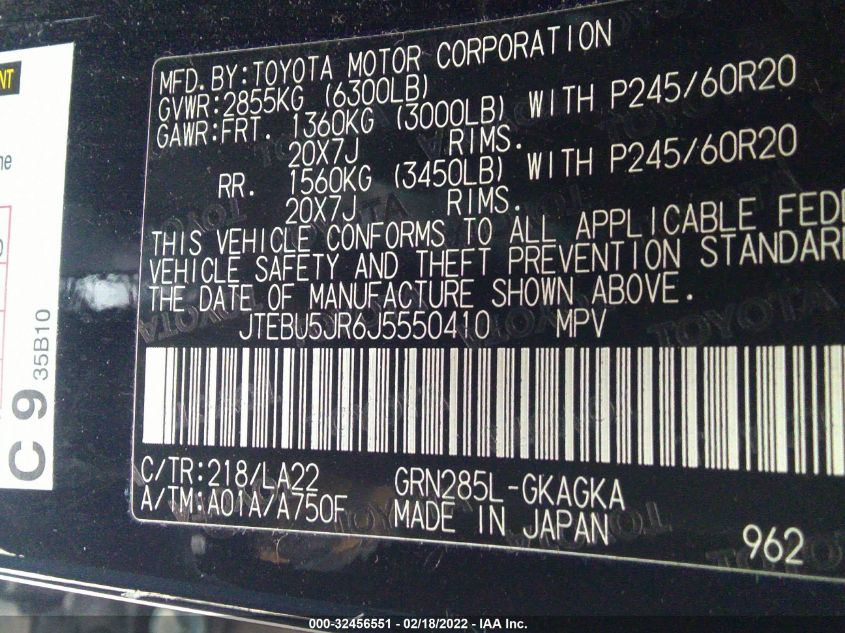 MFD.BY:TOYOTA MOTOR CORPORATION
GVWR:2855KG (6300LB)
GAWR:FRT. 1360KG (3000LB) WITH P245/60R20
20X7J RIMS.
RR. 1560KG (3450LB) WITH P245/60R20
20X7J RIMS.
THIS VEHICLE CONFORMS TO ALL APPLICABLE FEDE
VEHICLE SAFETY AND THEFT PREVENTION STANDAR
THE DATE OF MANUFACTURE SHOWN ABOVE.
JTEBU5JR6J5550410 MPV
C/TR:218/LA22 GRN285L-GKAGKA
A/TM:A01A/A750F MADE IN JAPAN
962
C 9 35B10
000-32456551 - 02/18/2022 - IAA Inc.